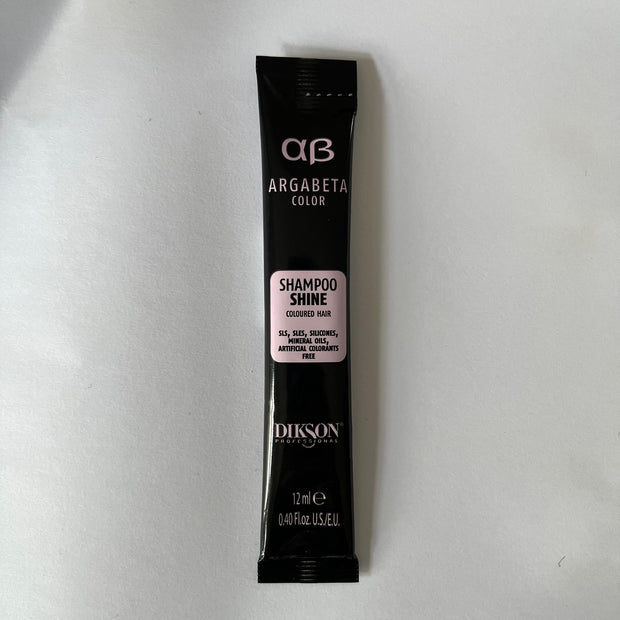 αβ
ARGABETA
COLOR
SHAMPOO
SHINE
COLOURED HAIR
SLS, SLES, SILICONES,
MINERAL OILS,
ARTIFICIAL COLORANTS
FREE
DIKSON®
PROFESSIONAL
12 ml ℮
0.40 Fl.oz. U.S./E.U.